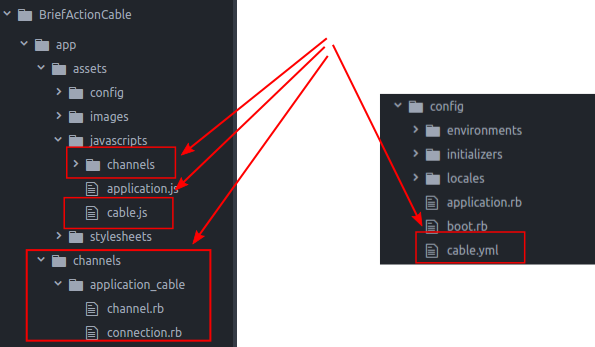 BriefActionCable
app
assets
config
images
javascripts
channels
application.js
cable.js
stylesheets
channels
application_cable
channel.rb
connection.rb
config
environments
initializers
locales
application.rb
boot.rb
cable.yml